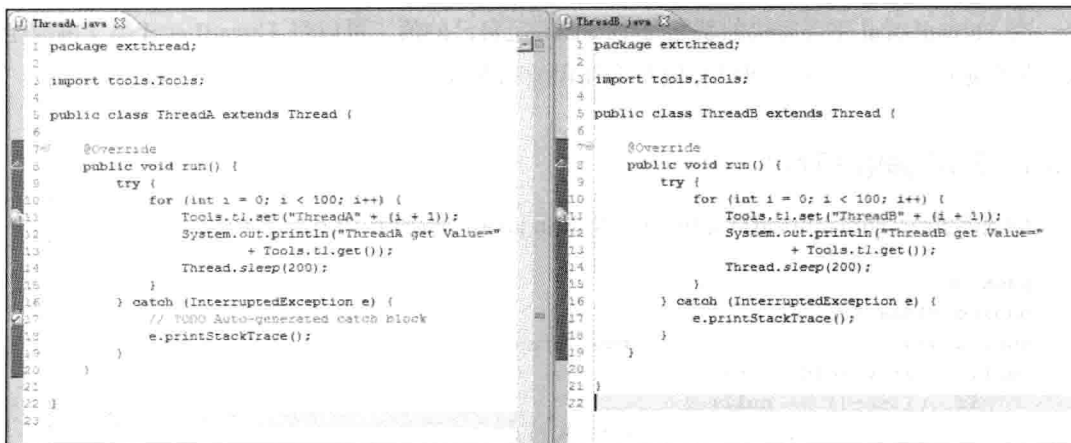 ThreadA.java
1 package extthread;
2
3 import tools.Tools;
4
5 public class ThreadA extends Thread {
6
7 @Override
8 public void run() {
9 try {
10 for (int i = 0; i < 100; i++) {
11 Tools.tl.set("ThreadA" + (i + 1));
12 System.out.println("ThreadA get Value="
13 + Tools.tl.get());
14 Thread.sleep(200);
15 }
16 } catch (InterruptedException e) {
17 // TODO Auto-generated catch block
18 e.printStackTrace();
19 }
20 }
21
22 }
23
ThreadB.java
1 package extthread;
2
3 import tools.Tools;
4
5 public class ThreadB extends Thread {
6
7 @Override
8 public void run() {
9 try {
10 for (int i = 0; i < 100; i++) {
11 Tools.tl.set("ThreadB" + (i + 1));
12 System.out.println("ThreadB get Value="
13 + Tools.tl.get());
14 Thread.sleep(200);
15 }
16 } catch (InterruptedException e) {
17 e.printStackTrace();
18 }
19 }
20
21 }
22